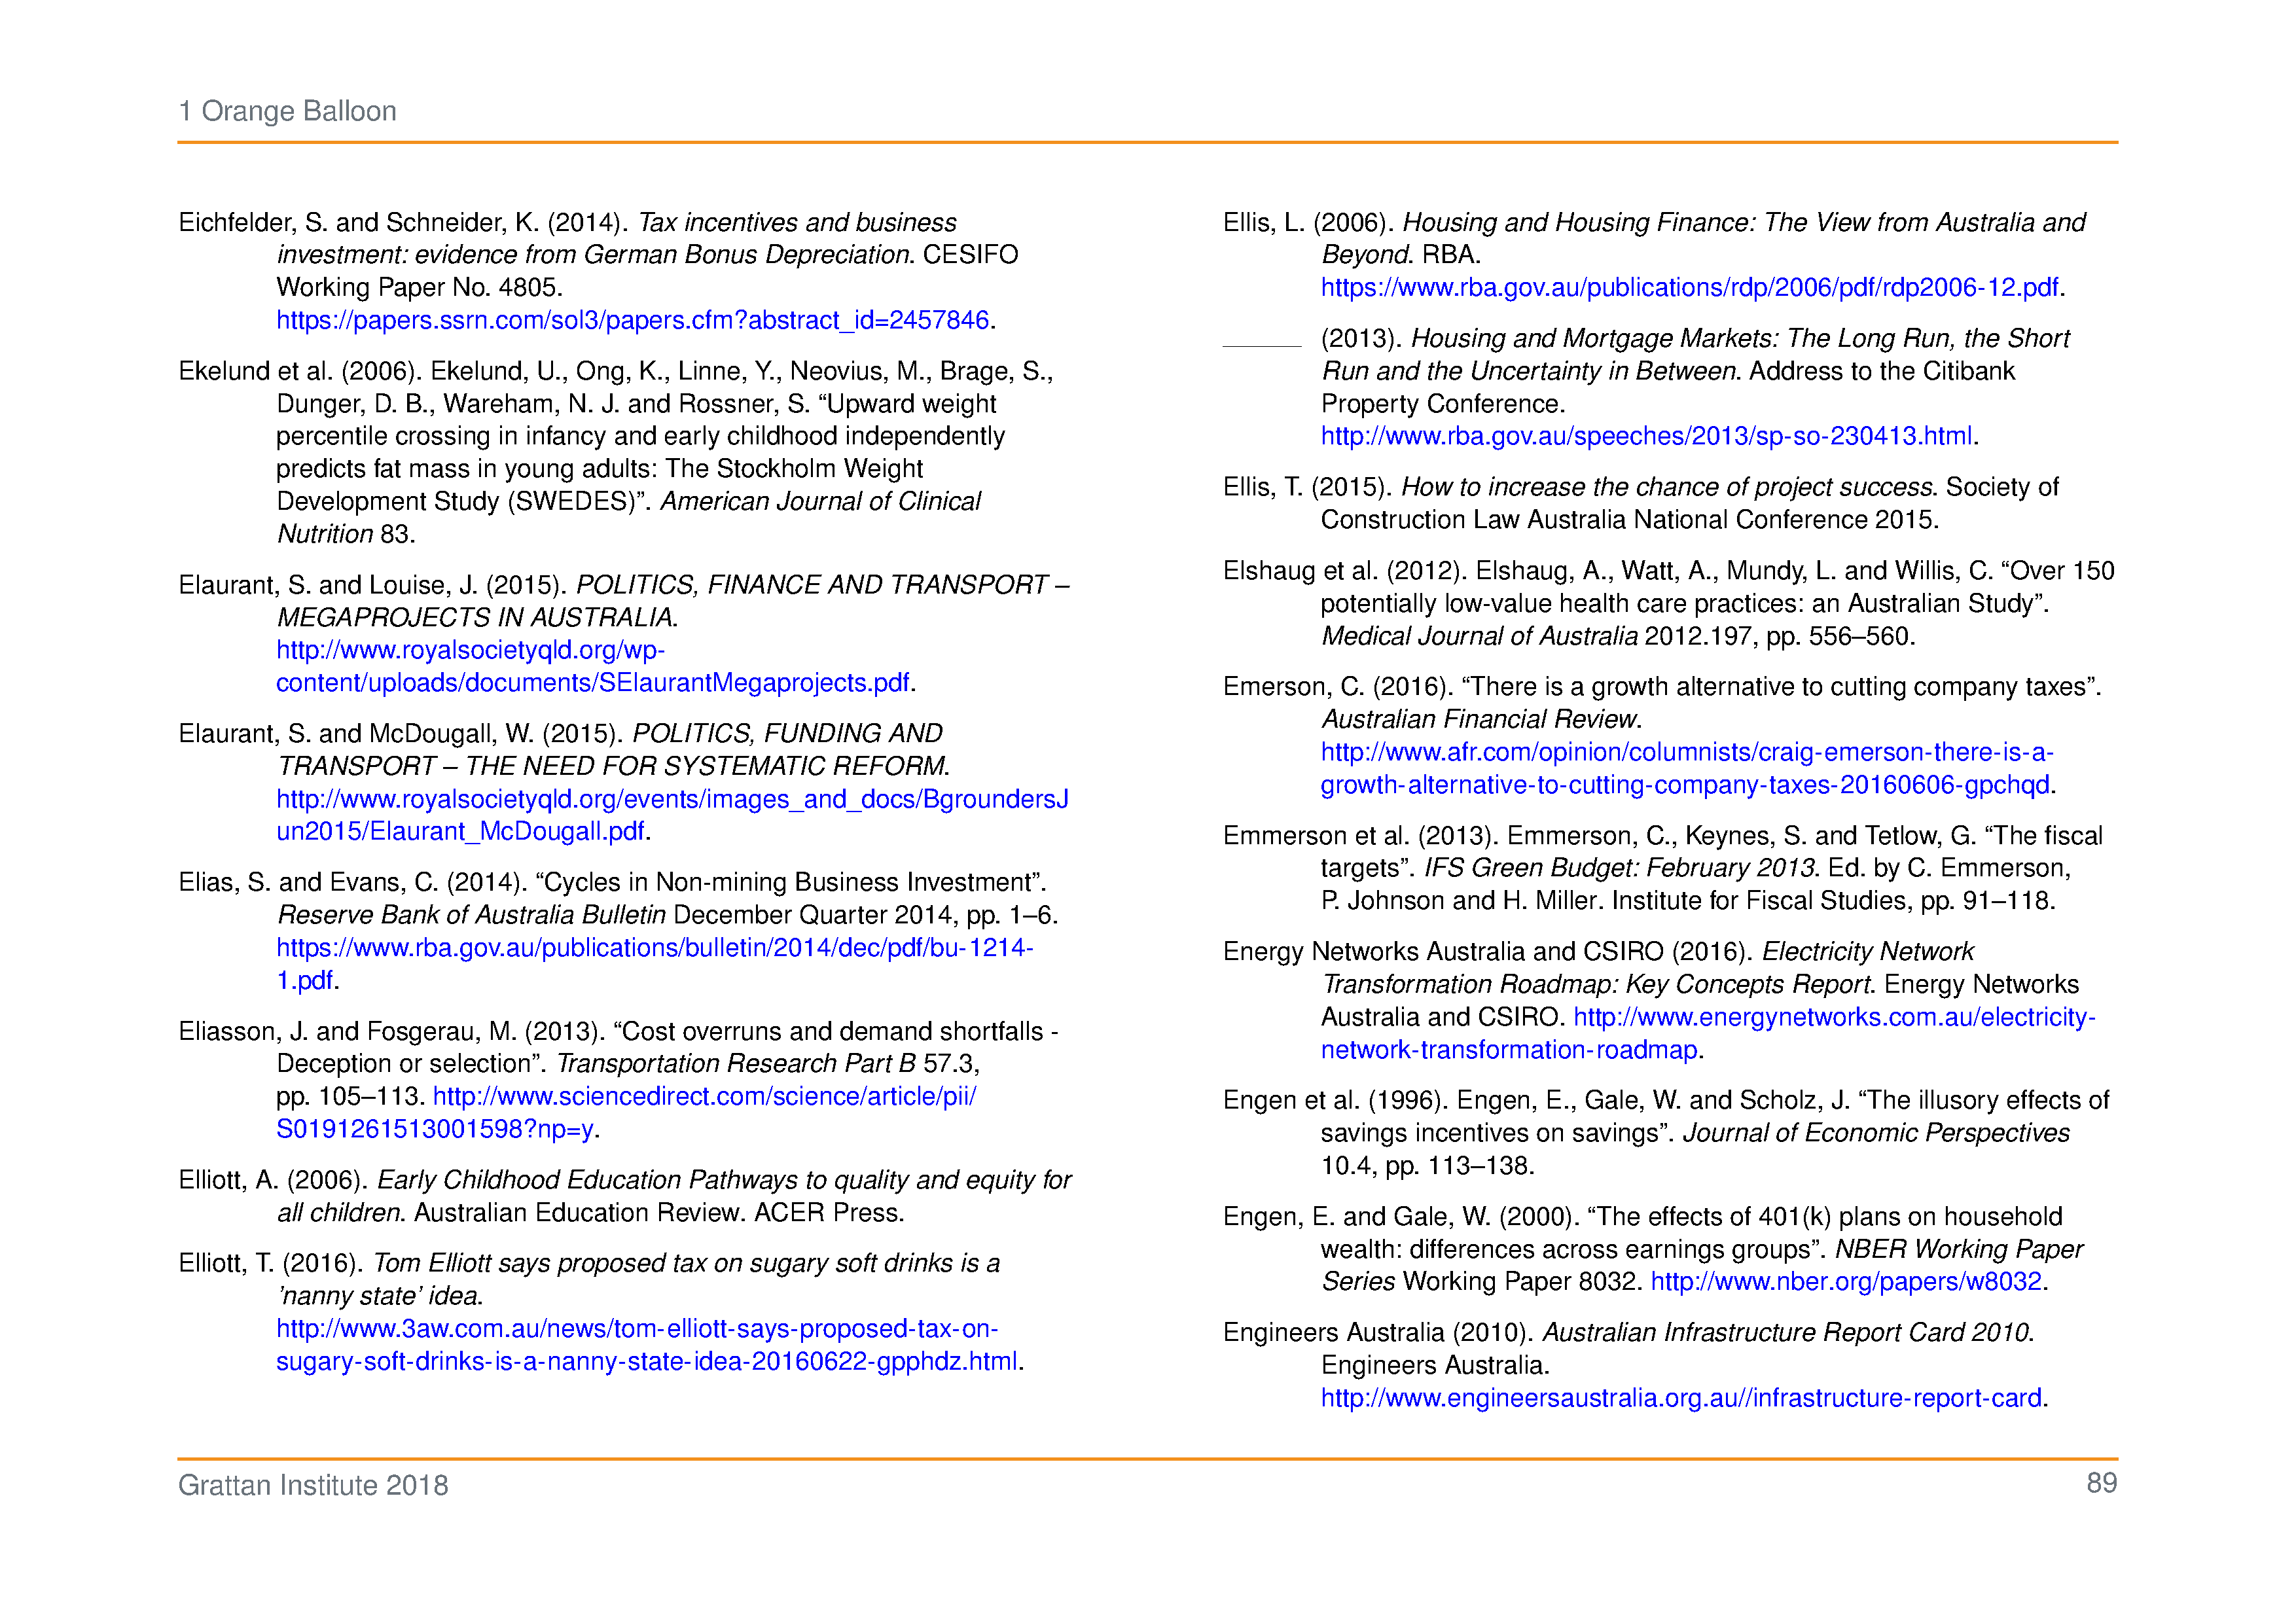 1 Orange Balloon
Eichfelder, S. and Schneider, K. (2014). Tax incentives and business
investment: evidence from German Bonus Depreciation. CESIFO
Working Paper No. 4805.
https://papers.ssrn.com/sol3/papers.cfm?abstract_id=2457846.
Ekelund et al. (2006). Ekelund, U., Ong, K., Linne, Y., Neovius, M., Brage, S.,
Dunger, D. B., Wareham, N. J. and Rossner, S. “Upward weight
percentile crossing in infancy and early childhood independently
predicts fat mass in young adults: The Stockholm Weight
Development Study (SWEDES)”. American Journal of Clinical
Nutrition 83.
Elaurant, S. and Louise, J. (2015). POLITICS, FINANCE AND TRANSPORT –
MEGAPROJECTS IN AUSTRALIA.
http://www.royalsocietyqld.org/wp-
content/uploads/documents/SElaurantMegaprojects.pdf.
Elaurant, S. and McDougall, W. (2015). POLITICS, FUNDING AND
TRANSPORT – THE NEED FOR SYSTEMATIC REFORM.
http://www.royalsocietyqld.org/events/images_and_docs/BgroundersJ
un2015/Elaurant_McDougall.pdf.
Elias, S. and Evans, C. (2014). “Cycles in Non-mining Business Investment”.
Reserve Bank of Australia Bulletin December Quarter 2014, pp. 1–6.
https://www.rba.gov.au/publications/bulletin/2014/dec/pdf/bu-1214-
1.pdf.
Eliasson, J. and Fosgerau, M. (2013). “Cost overruns and demand shortfalls -
Deception or selection”. Transportation Research Part B 57.3,
pp. 105–113. http://www.sciencedirect.com/science/article/pii/
S0191261513001598?np=y.
Elliott, A. (2006). Early Childhood Education Pathways to quality and equity for
all children. Australian Education Review. ACER Press.
Elliott, T. (2016). Tom Elliott says proposed tax on sugary soft drinks is a
’nanny state’ idea.
http://www.3aw.com.au/news/tom-elliott-says-proposed-tax-on-
sugary-soft-drinks-is-a-nanny-state-idea-20160622-gpphdz.html.
Ellis, L. (2006). Housing and Housing Finance: The View from Australia and
Beyond. RBA.
https://www.rba.gov.au/publications/rdp/2006/pdf/rdp2006-12.pdf.
(2013). Housing and Mortgage Markets: The Long Run, the Short
Run and the Uncertainty in Between. Address to the Citibank
Property Conference.
http://www.rba.gov.au/speeches/2013/sp-so-230413.html.
Ellis, T. (2015). How to increase the chance of project success. Society of
Construction Law Australia National Conference 2015.
Elshaug et al. (2012). Elshaug, A., Watt, A., Mundy, L. and Willis, C. “Over 150
potentially low-value health care practices: an Australian Study”.
Medical Journal of Australia 2012.197, pp. 556–560.
Emerson, C. (2016). “There is a growth alternative to cutting company taxes”.
Australian Financial Review.
http://www.afr.com/opinion/columnists/craig-emerson-there-is-a-
growth-alternative-to-cutting-company-taxes-20160606-gpchqd.
Emmerson et al. (2013). Emmerson, C., Keynes, S. and Tetlow, G. “The fiscal
targets”. IFS Green Budget: February 2013. Ed. by C. Emmerson,
P. Johnson and H. Miller. Institute for Fiscal Studies, pp. 91–118.
Energy Networks Australia and CSIRO (2016). Electricity Network
Transformation Roadmap: Key Concepts Report. Energy Networks
Australia and CSIRO. http://www.energynetworks.com.au/electricity-
network-transformation-roadmap.
Engen et al. (1996). Engen, E., Gale, W. and Scholz, J. “The illusory effects of
savings incentives on savings”. Journal of Economic Perspectives
10.4, pp. 113–138.
Engen, E. and Gale, W. (2000). “The effects of 401(k) plans on household
wealth: differences across earnings groups”. NBER Working Paper
Series Working Paper 8032. http://www.nber.org/papers/w8032.
Engineers Australia (2010). Australian Infrastructure Report Card 2010.
Engineers Australia.
http://www.engineersaustralia.org.au//infrastructure-report-card.
Grattan Institute 2018
89